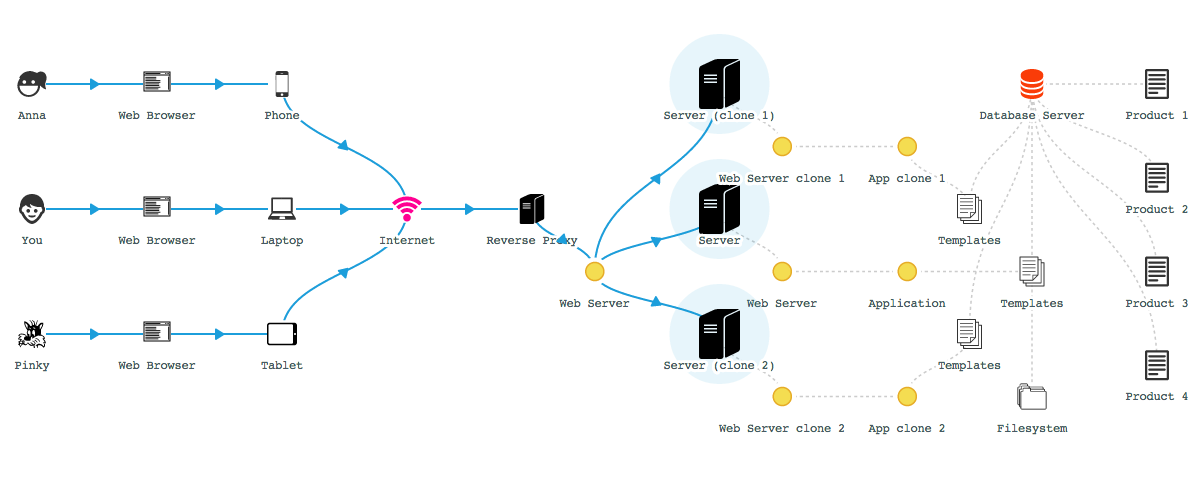 Anna
Web Browser
Phone
Server (clone 1)
Database Server
Product 1
Web Server clone 1
App clone 1
Product 2
You
Web Browser
Laptop
Internet
Reverse Proxy
Server
Templates
Web Server
Web Server
Application
Templates
Product 3
Pinky
Web Browser
Tablet
Server (clone 2)
Templates
Product 4
Web Server clone 2
App clone 2
Filesystem